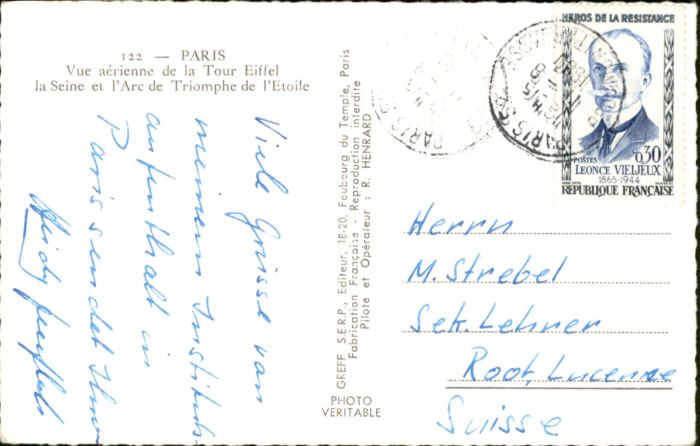 122 — PARIS
Vue aérienne de la Tour Eiffel
la Seine et l'Arc de Triomphe de l'Etoile
Viele Grüsse von
meinem Instituts
aufenthalt in
Paris sendet Ihnen
GREFF S.E.R.P., Editeur, 18-20, Faubourg du Temple, Paris
Fabrication Française - Reproduction interdite
Pilote et Opérateur : R. HENRARD
PHOTO
VERITABLE
HEROS DE LA RESISTANCE
POSTES
0,30
LEONCE VIELJEUX
1865-1944
REPUBLIQUE FRANÇAISE
PARIS
Herrn
M. Strebel
Sek. Lehrer
Root, Lucerne
Suisse